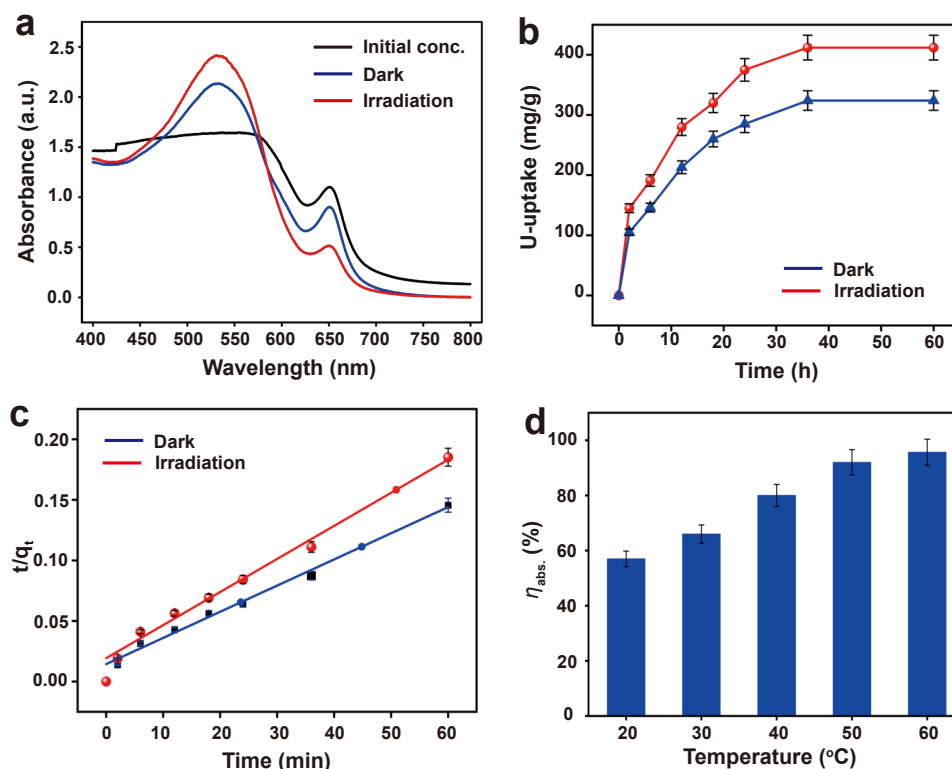 a
2.5
2.0
1.5
1.0
0.5
0.0
Absorbance (a.u.)
Initial conc.
Dark
Irradiation
400 450 500 550 600 650 700 750 800
Wavelength (nm)
b
400
300
200
100
0
U-uptake (mg/g)
Dark
Irradiation
0 10 20 30 40 50 60
Time (h)
c
0.20
0.15
0.10
0.05
0.00
t/qt
Dark
Irradiation
0 10 20 30 40 50 60
Time (min)
d
100
80
60
40
20
0
ηabs. (%)
20 30 40 50 60
Temperature (oC)